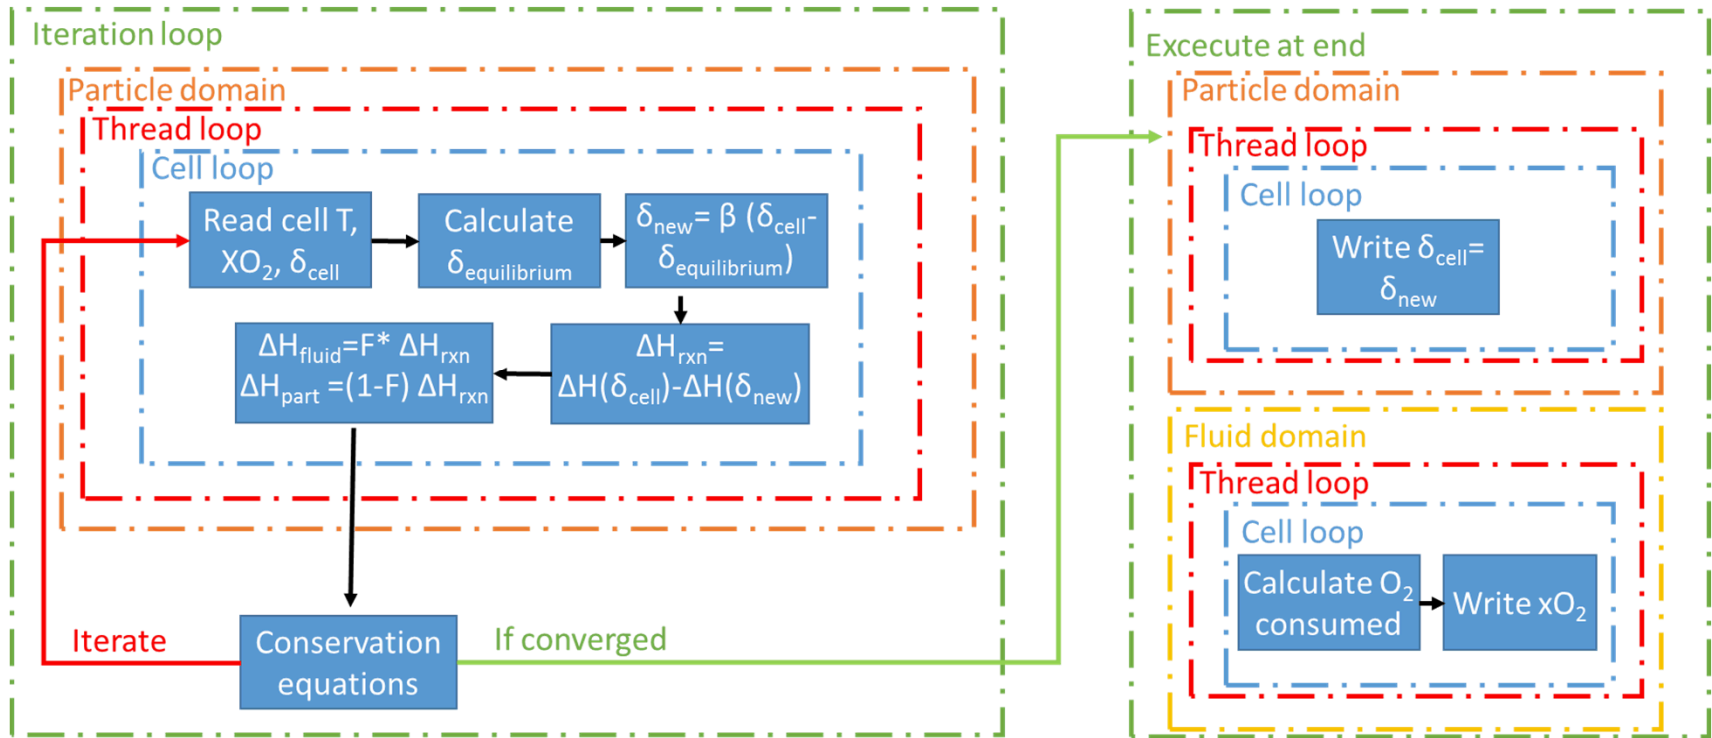 Iteration loop
Particle domain
Thread loop
Cell loop
Read cell T,
XO₂, δcell
Calculate
δequilibrium
δnew= β (δcell-
δequilibrium)
ΔHrxn=
ΔH(δcell)-ΔH(δnew)
ΔHfluid=F* ΔHrxn
ΔHpart =(1-F) ΔHrxn
Conservation
equations
Iterate
If converged
Excecute at end
Particle domain
Thread loop
Cell loop
Write δcell=
δnew
Fluid domain
Thread loop
Cell loop
Calculate O₂
consumed
Write xO₂